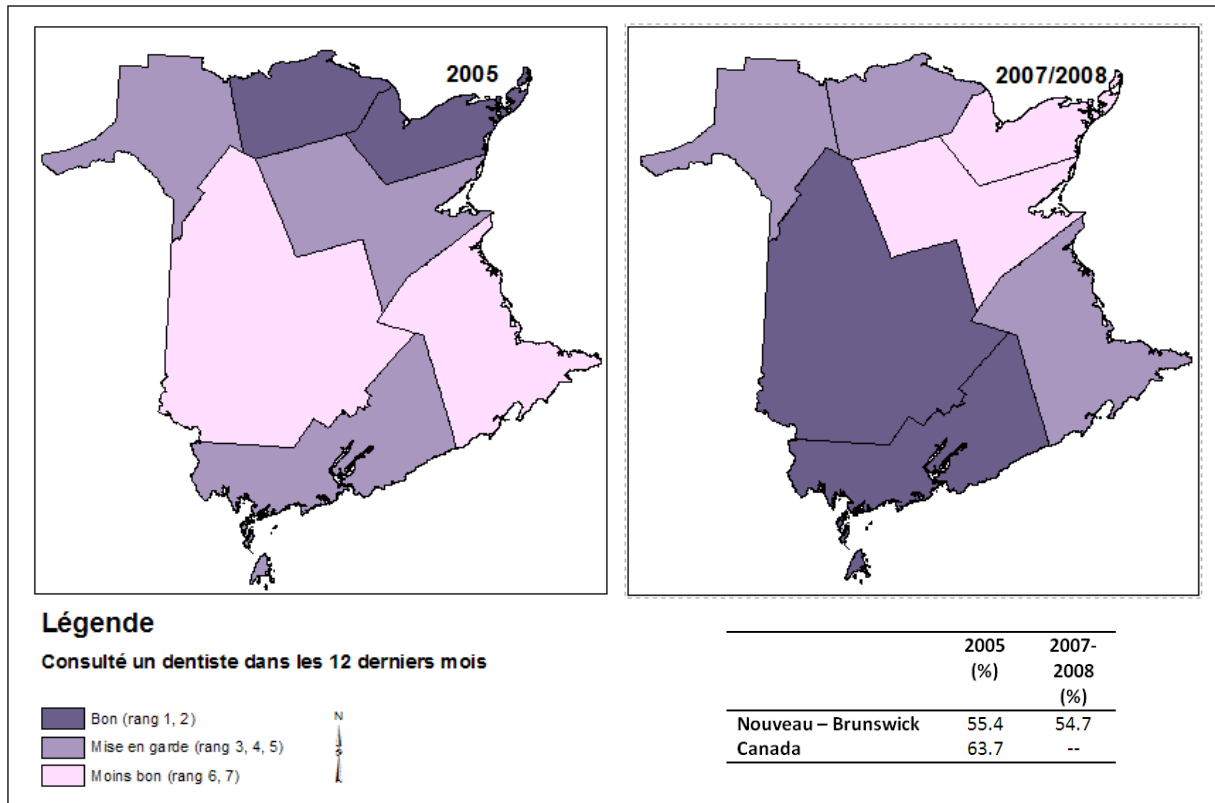 2005
2007/2008
Légende
Consulté un dentiste dans les 12 derniers mois
Bon (rang 1, 2)
Mise en garde (rang 3, 4, 5)
Moins bon (rang 6, 7)
N
S
2005 2007-
(%) 2008
(%)
Nouveau – Brunswick 55.4 54.7
Canada 63.7 --